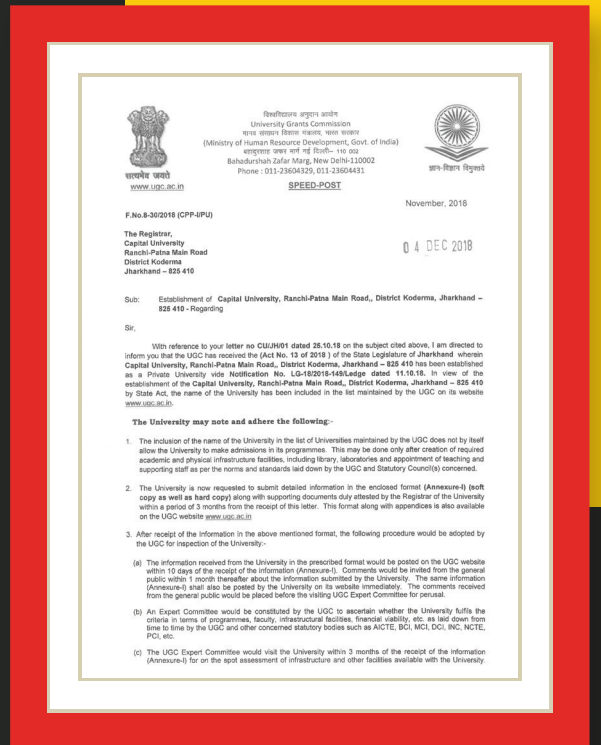 विश्वविद्यालय अनुदान आयोग
University Grants Commission
मानव संसाधन विकास मंत्रालय, भारत सरकार
(Ministry of Human Resource Development, Govt. of India)
बहादुरशाह जफर मार्ग नई दिल्ली– 110 002
Bahadurshah Zafar Marg, New Delhi-110002
Phone : 011-23604329, 011-23604431
सत्यमेव जयते
www.ugc.ac.in
SPEED-POST
ज्ञान-विज्ञान विमुक्तये
November, 2018
F.No.8-30/2018 (CPP-I/PU)
04 DEC 2018
The Registrar,
Capital University
Ranchi-Patna Main Road
District Koderma
Jharkhand – 825 410
Sub: Establishment of Capital University, Ranchi-Patna Main Road,, District Koderma, Jharkhand –
825 410 - Regarding
Sir,
With reference to your letter no CU/JH/01 dated 26.10.18 on the subject cited above, I am directed to
inform you that the UGC has received the (Act No. 13 of 2018 ) of the State Legislature of Jharkhand wherein
Capital University, Ranchi-Patna Main Road,, District Koderma, Jharkhand – 825 410 has been established
as a Private University vide Notification No. LG-18/2018-149/Ledge dated 11.10.18. In view of the
establishment of the Capital University, Ranchi-Patna Main Road,, District Koderma, Jharkhand – 825 410
by State Act, the name of the University has been included in the list maintained by the UGC on its website
www.ugc.ac.in.
The University may note and adhere the following:-
1. The inclusion of the name of the University in the list of Universities maintained by the UGC does not by itself
allow the University to make admissions in its programmes. This may be done only after creation of required
academic and physical infrastructure facilities, including library, laboratories and appointment of teaching and
supporting staff as per the norms and standards laid down by the UGC and Statutory Council(s) concerned.
2. The University is now requested to submit detailed information in the enclosed format (Annexure-I) (soft
copy as well as hard copy) along with supporting documents duly attested by the Registrar of the University
within a period of 3 months from the receipt of this letter. This format along with appendices is also available
on the UGC website www.ugc.ac.in
3. After receipt of the Information in the above mentioned format, the following procedure would be adopted by
the UGC for inspection of the University:-
(a) The information received from the University in the prescribed format would be posted on the UGC website
within 10 days of the receipt of the information (Annexure-I). Comments would be invited from the general
public within 1 month thereafter about the information submitted by the University. The same information
(Annexure-I) shall also be posted by the University on its website immediately. The comments received
from the general public would be placed before the visiting UGC Expert Committee for perusal.
(b) An Expert Committee would be constituted by the UGC to ascertain whether the University fulfils the
criteria in terms of programmes, faculty, infrastructural facilities, financial viability, etc. as laid down from
time to time by the UGC and other concerned statutory bodies such as AICTE, BCI, MCI, DCI, INC, NCTE,
PCI, etc.
(c) The UGC Expert Committee would visit the University within 3 months of the receipt of the information
(Annexure-I) for on the spot assessment of infrastructure and other facilities available with the University.